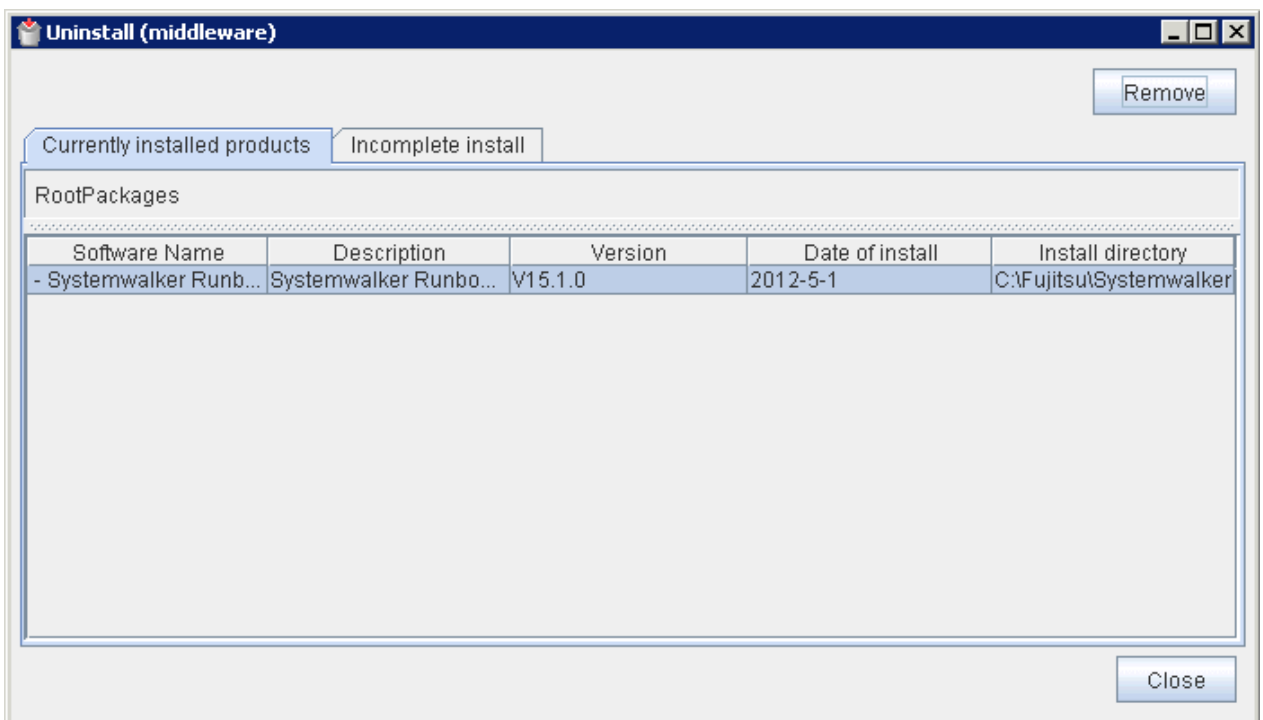 Uninstall (middleware)
Remove
Currently installed products Incomplete install
RootPackages
Software Name Description Version Date of install Install directory
- Systemwalker Runb... Systemwalker Runbo... V15.1.0 2012-5-1 C:\Fujitsu\Systemwalker
Close